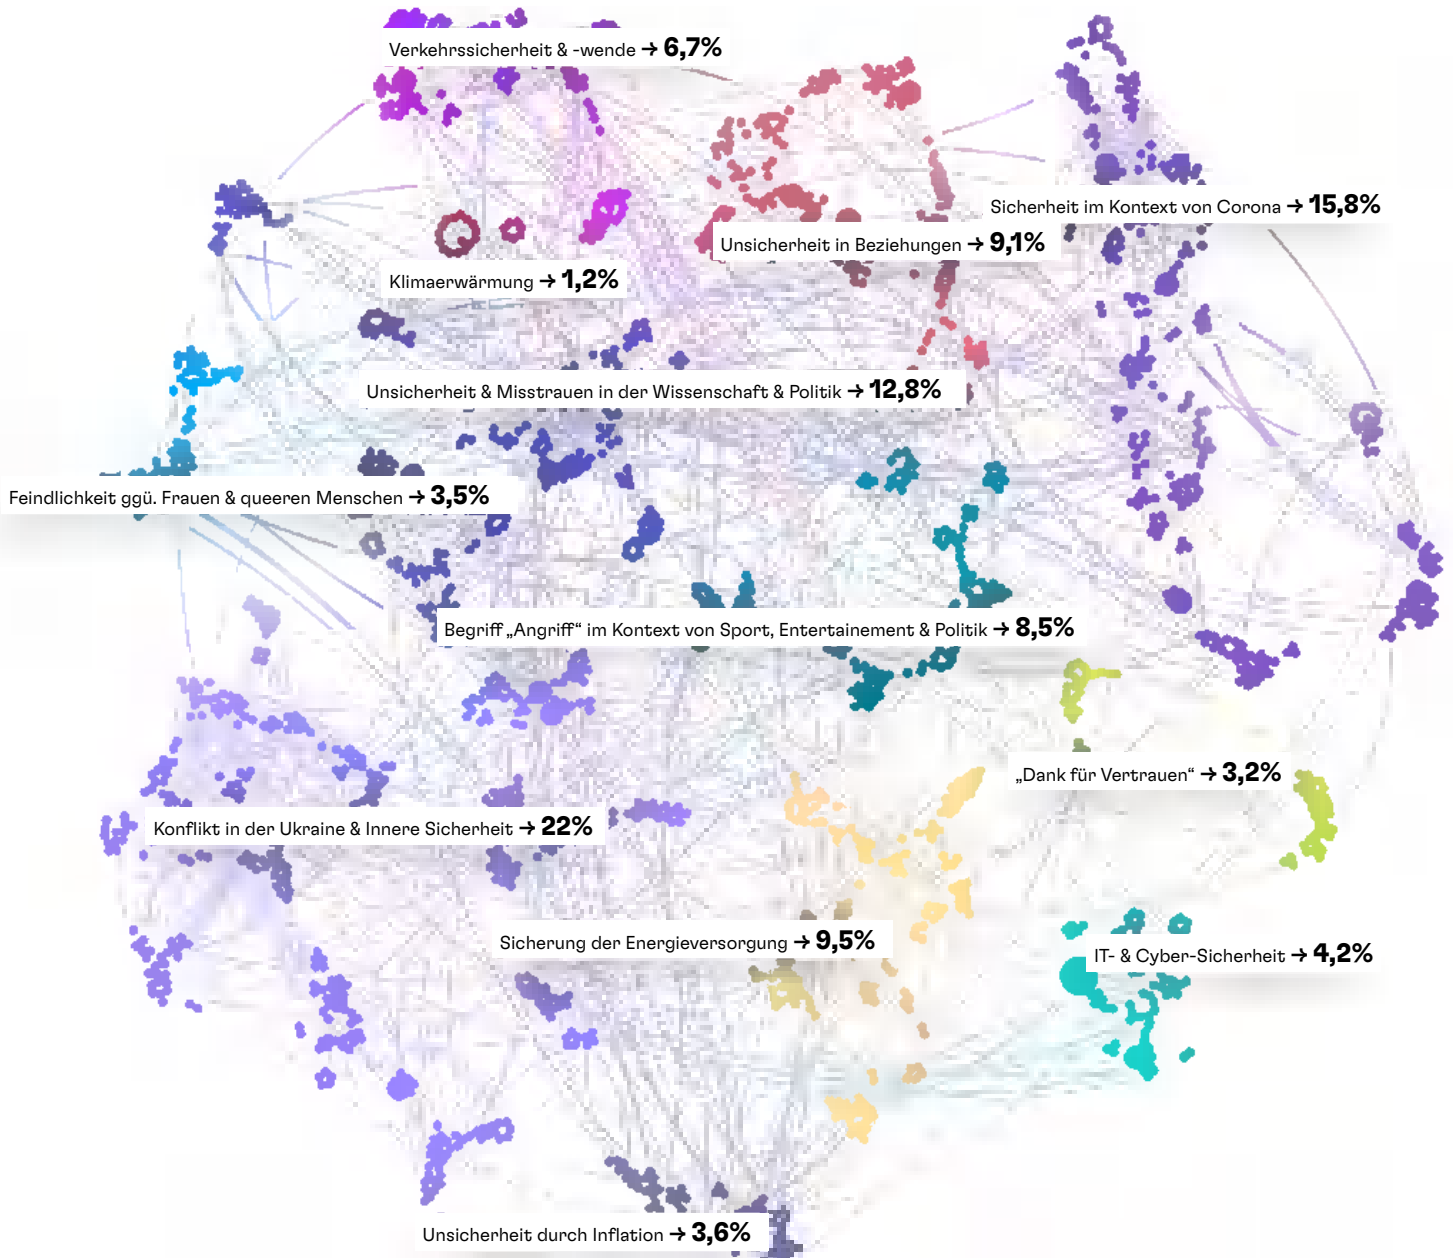 Verkehrssicherheit & -wende → 6,7%
Sicherheit im Kontext von Corona → 15,8%
Unsicherheit in Beziehungen → 9,1%
Klimaerwärmung → 1,2%
Unsicherheit & Misstrauen in der Wissenschaft & Politik → 12,8%
Feindlichkeit ggü. Frauen & queeren Menschen → 3,5%
Begriff „Angriff“ im Kontext von Sport, Entertainement & Politik → 8,5%
„Dank für Vertrauen“ → 3,2%
Konflikt in der Ukraine & Innere Sicherheit → 22%
Sicherung der Energieversorgung → 9,5%
IT- & Cyber-Sicherheit → 4,2%
Unsicherheit durch Inflation → 3,6%